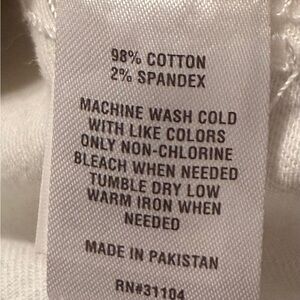 98% COTTON
2% SPANDEX
MACHINE WASH COLD
WITH LIKE COLORS
ONLY NON-CHLORINE
BLEACH WHEN NEEDED
TUMBLE DRY LOW
WARM IRON WHEN
NEEDED
MADE IN PAKISTAN
RN#31104